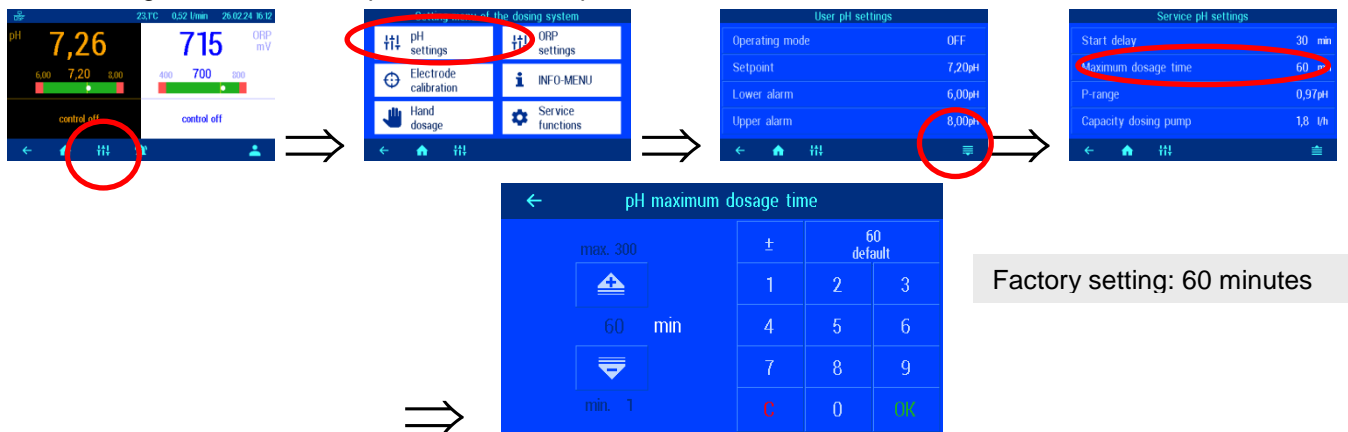 23,1°C 0,52 l/min 26.02.24 16:12
pH 7,26
715 ORP mV
6,00 7,20 8,00
400 700 800
control off
control off
Setting menu of the dosing system
pH settings
ORP settings
Electrode calibration
INFO-MENU
Hand dosage
Service functions
User pH settings
Operating mode OFF
Setpoint 7,20pH
Lower alarm 6,00pH
Upper alarm 8,00pH
Service pH settings
Start delay 30 min
Maximum dosage time 60 min
P-range 0,97pH
Capacity dosing pump 1,8 l/h
pH maximum dosage time
max. 300
60 min
min. 1
± 60 default
1 2 3
4 5 6
7 8 9
C 0 OK
Factory setting: 60 minutes